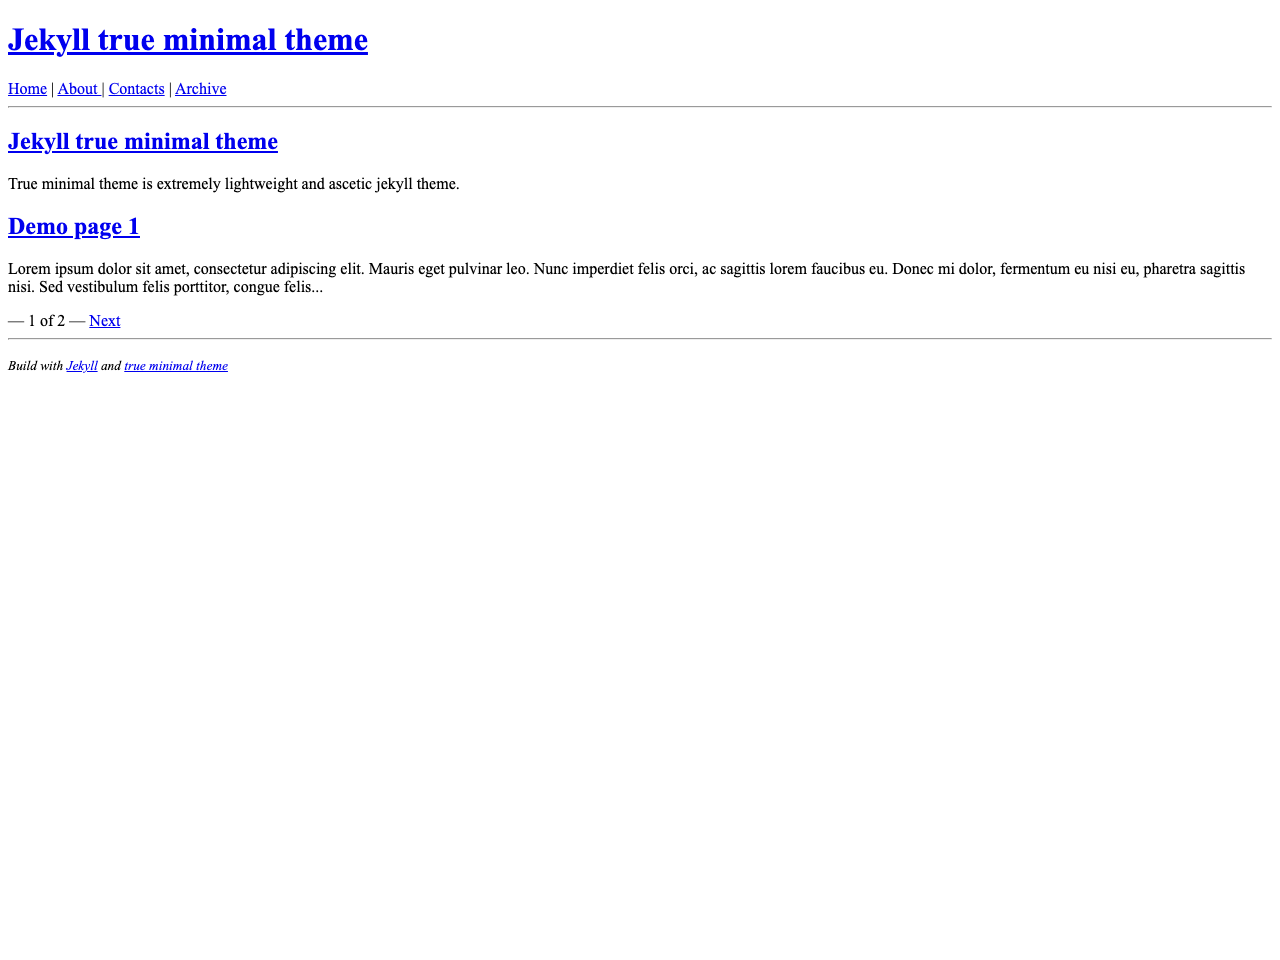 Jekyll true minimal theme
Home | About | Contacts | Archive
Jekyll true minimal theme
True minimal theme is extremely lightweight and ascetic jekyll theme.
Demo page 1
Lorem ipsum dolor sit amet, consectetur adipiscing elit. Mauris eget pulvinar leo. Nunc imperdiet felis orci, ac sagittis lorem faucibus eu. Donec mi dolor, fermentum eu nisi eu, pharetra sagittis
nisi. Sed vestibulum felis porttitor, congue felis...
— 1 of 2 — Next
Build with Jekyll and true minimal theme